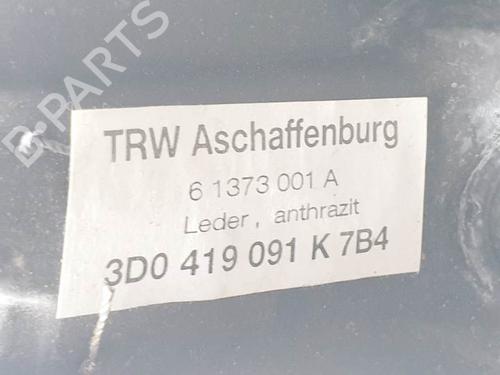 D-PARTS
TRW Aschaffenburg
6 1373 001 A
Leder, anthrazit
3D0 419 091 K 7B4